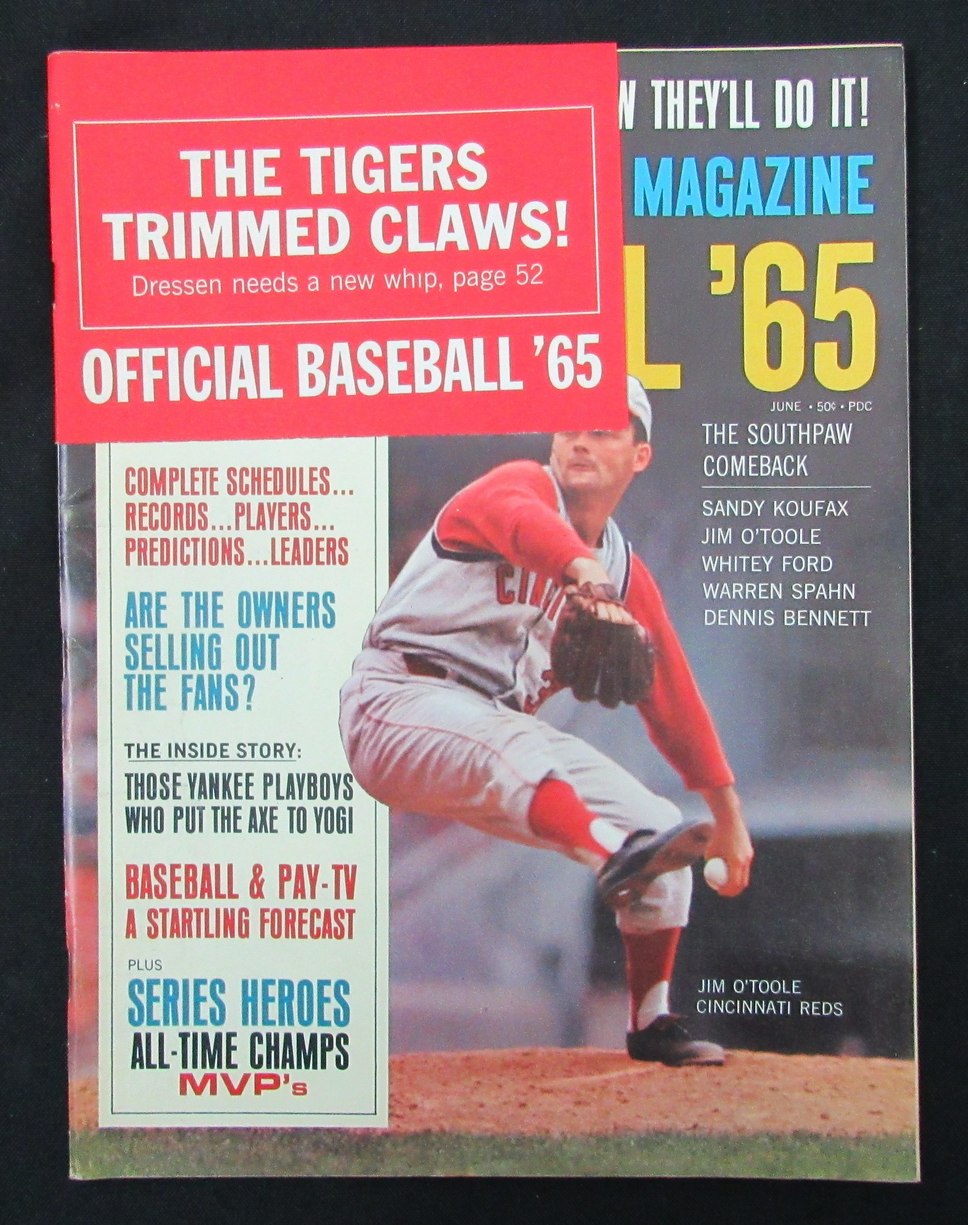 THE TIGERS
TRIMMED CLAWS!
Dressen needs a new whip, page 52
OFFICIAL BASEBALL '65
THEY'LL DO IT!
MAGAZINE
'65
JUNE • 50¢ • PDC
THE SOUTHPAW
COMEBACK
SANDY KOUFAX
JIM O'TOOLE
WHITEY FORD
WARREN SPAHN
DENNIS BENNETT
COMPLETE SCHEDULES...
RECORDS...PLAYERS...
PREDICTIONS...LEADERS
ARE THE OWNERS
SELLING OUT
THE FANS?
THE INSIDE STORY:
THOSE YANKEE PLAYBOYS
WHO PUT THE AXE TO YOGI
BASEBALL & PAY-TV
A STARTLING FORECAST
PLUS
SERIES HEROES
ALL-TIME CHAMPS
MVP's
JIM O'TOOLE
CINCINNATI REDS